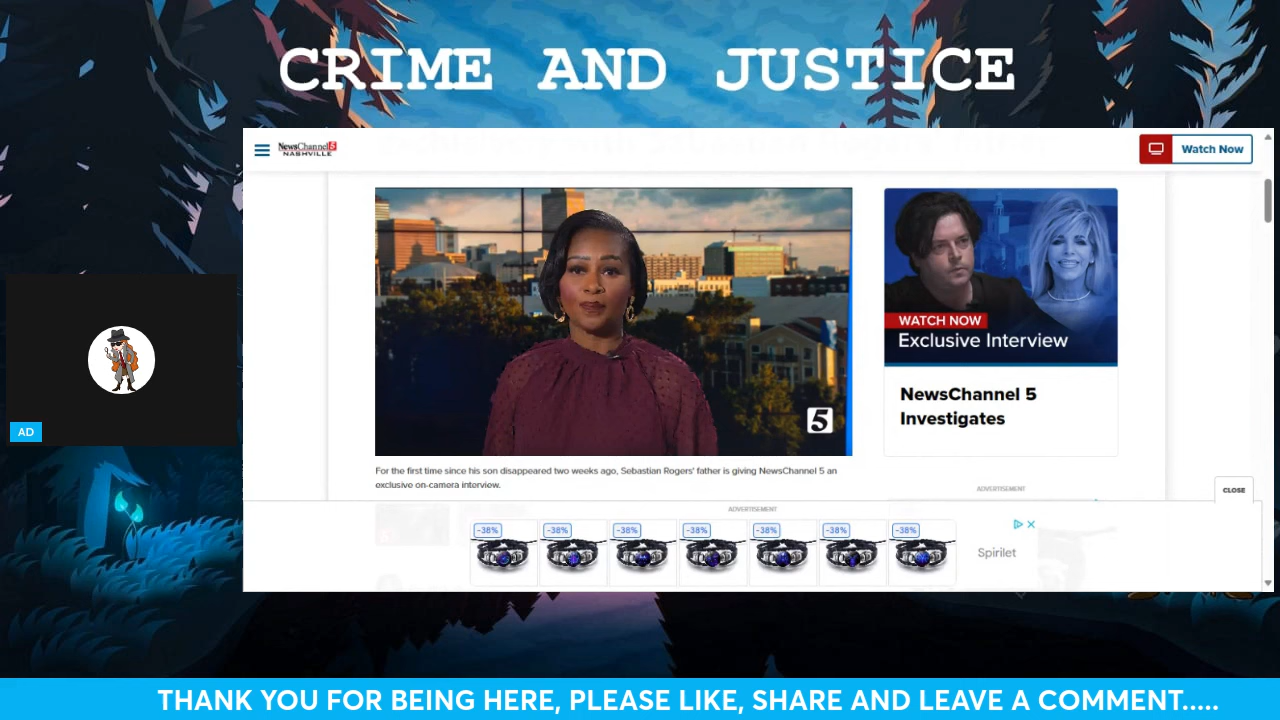 CRIME AND JUSTICE
NewsChannel 5
NASHVILLE
Watch Now
5
WATCH NOW
Exclusive Interview
NewsChannel 5
Investigates
For the first time since his son disappeared two weeks ago, Sebastian Rogers' father is giving NewsChannel 5 an
exclusive on-camera interview.
ADVERTISEMENT
CLOSE
ADVERTISEMENT
-38% -38% -38% -38% -38% -38% -38%
Spirilet
AD
THANK YOU FOR BEING HERE, PLEASE LIKE, SHARE AND LEAVE A COMMENT.....